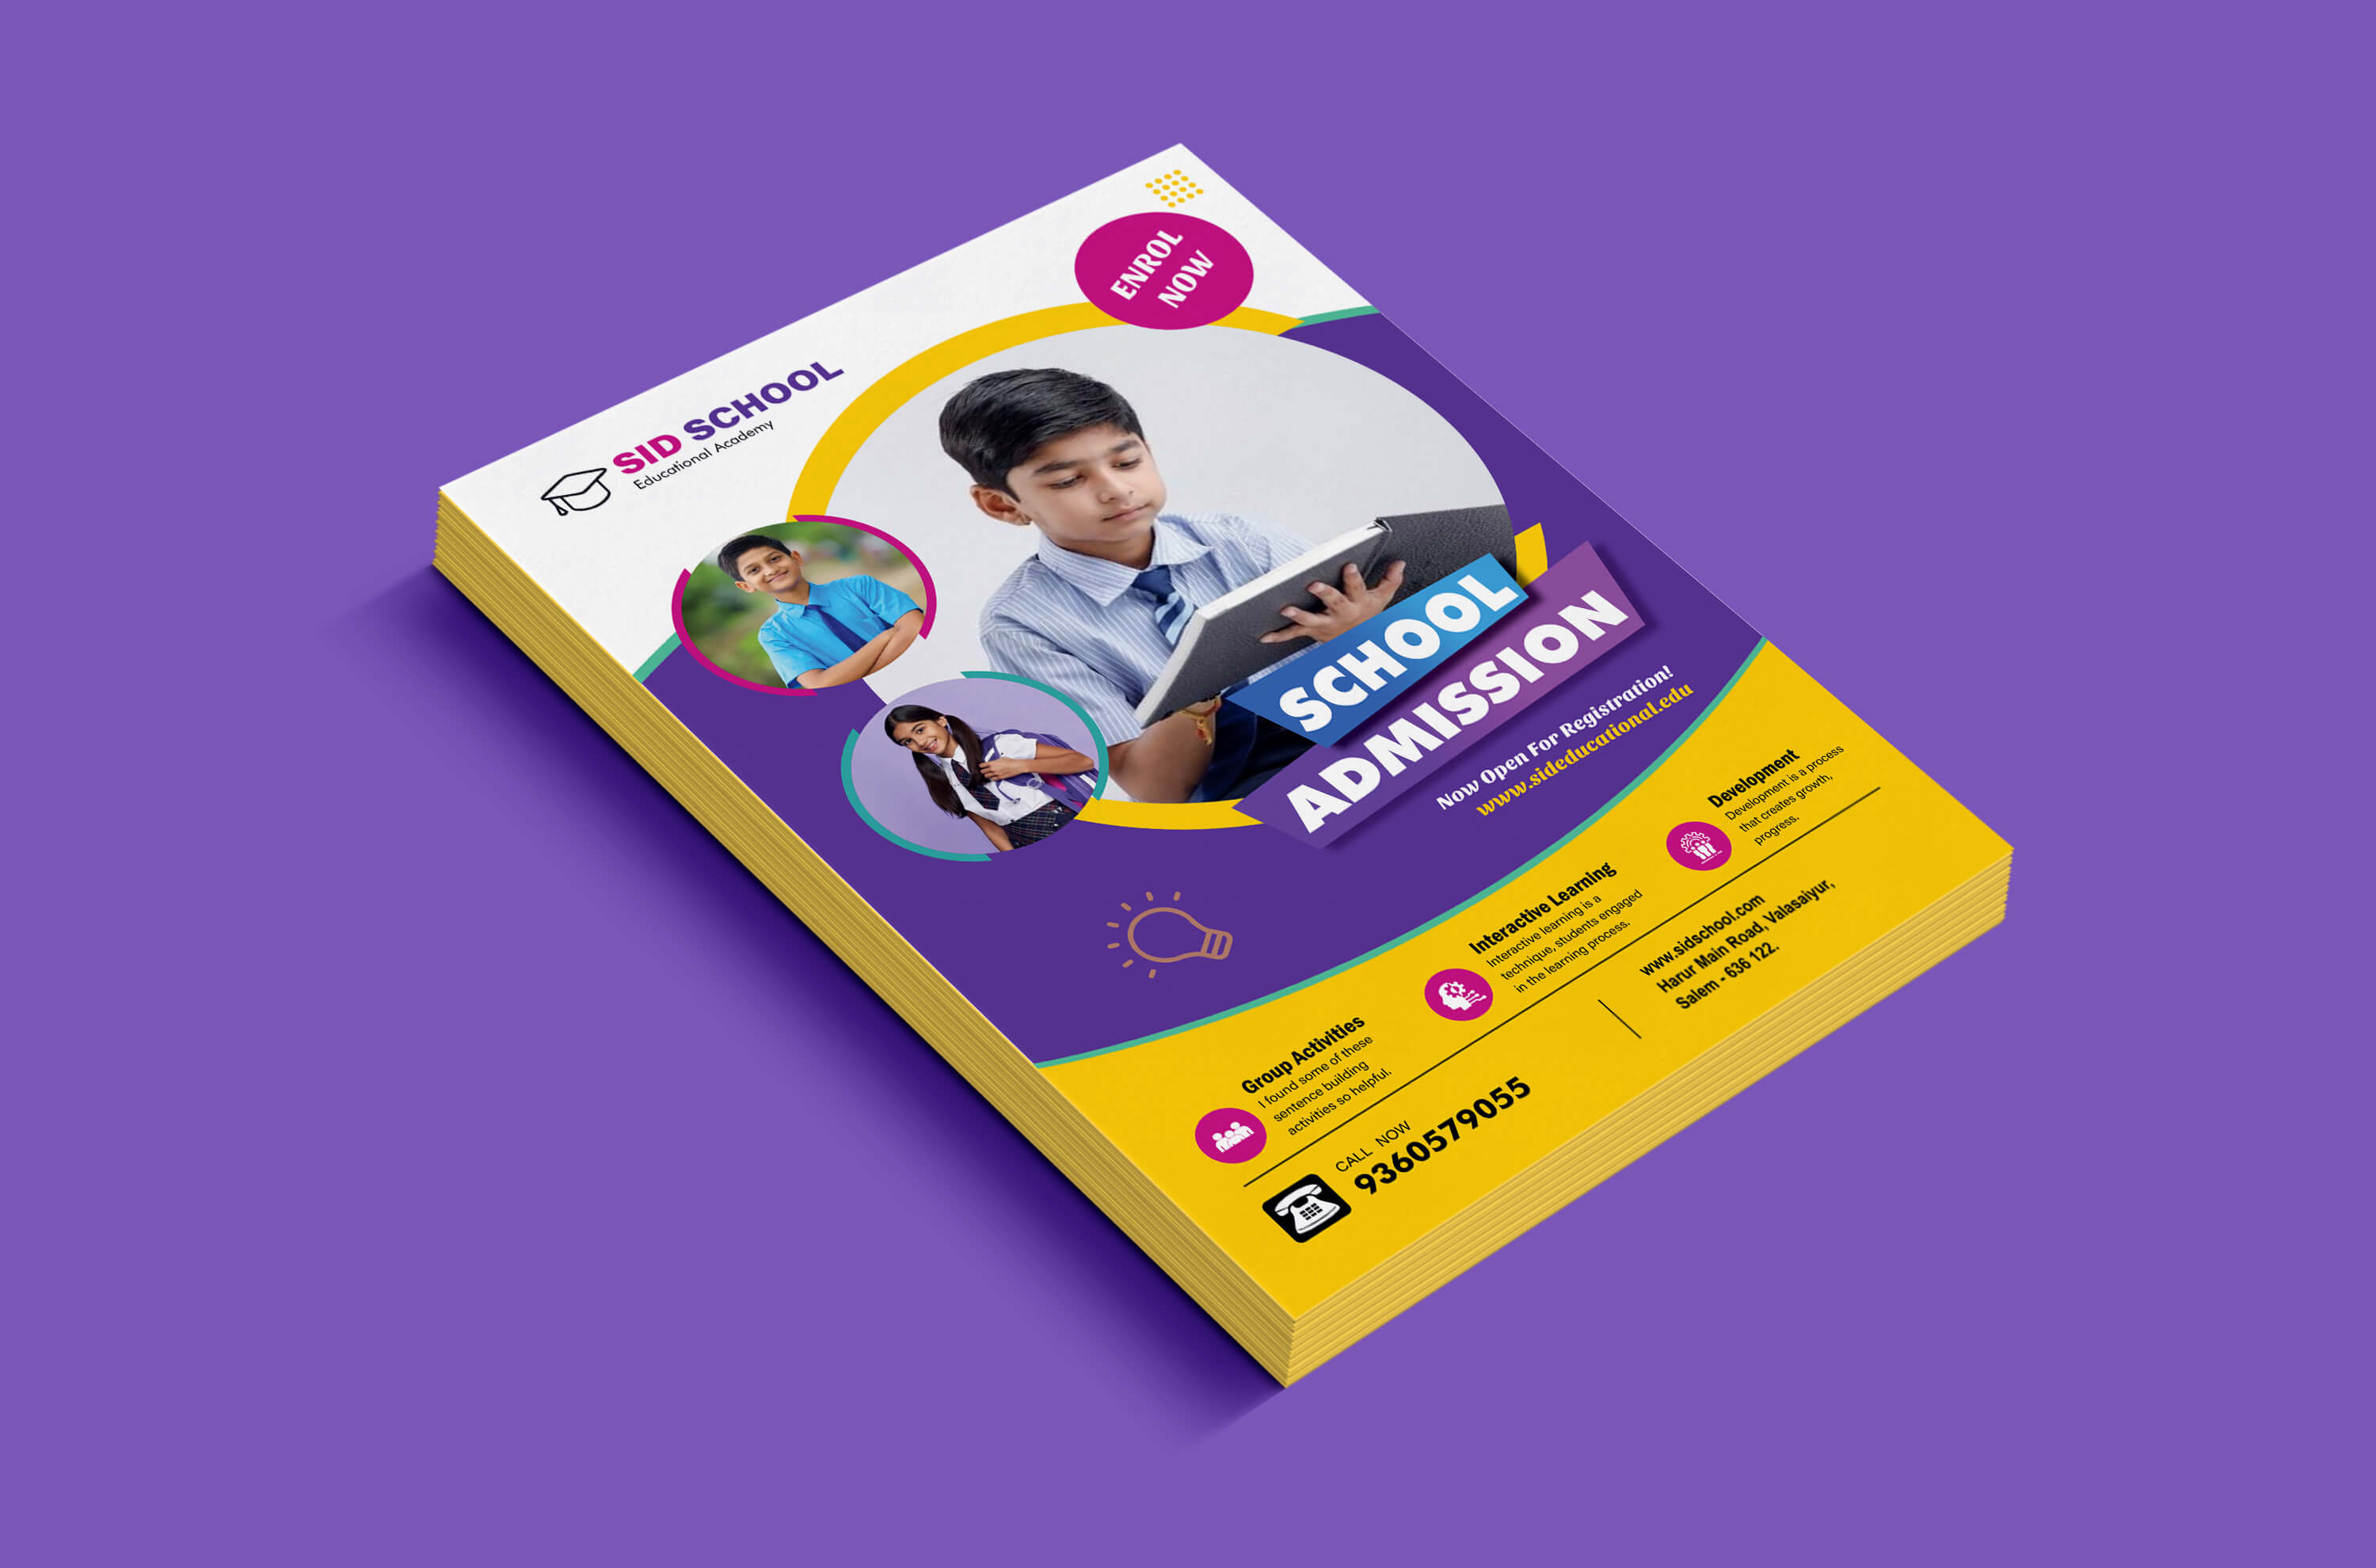 ENROL
NOW
SID SCHOOL
Educational Academy
SCHOOL
ADMISSION
Now Open For Registration!
www.sideducational.edu
Group Activities
I found some of these
sentence building
activities so helpful.
Interactive Learning
Interactive learning is a
technique, students engaged
in the learning process.
Development
Development is a process
that creates growth,
progress.
CALL NOW
9360579055
www.sidschool.com
Harur Main Road, Valasaiyur,
Salem - 636 122.